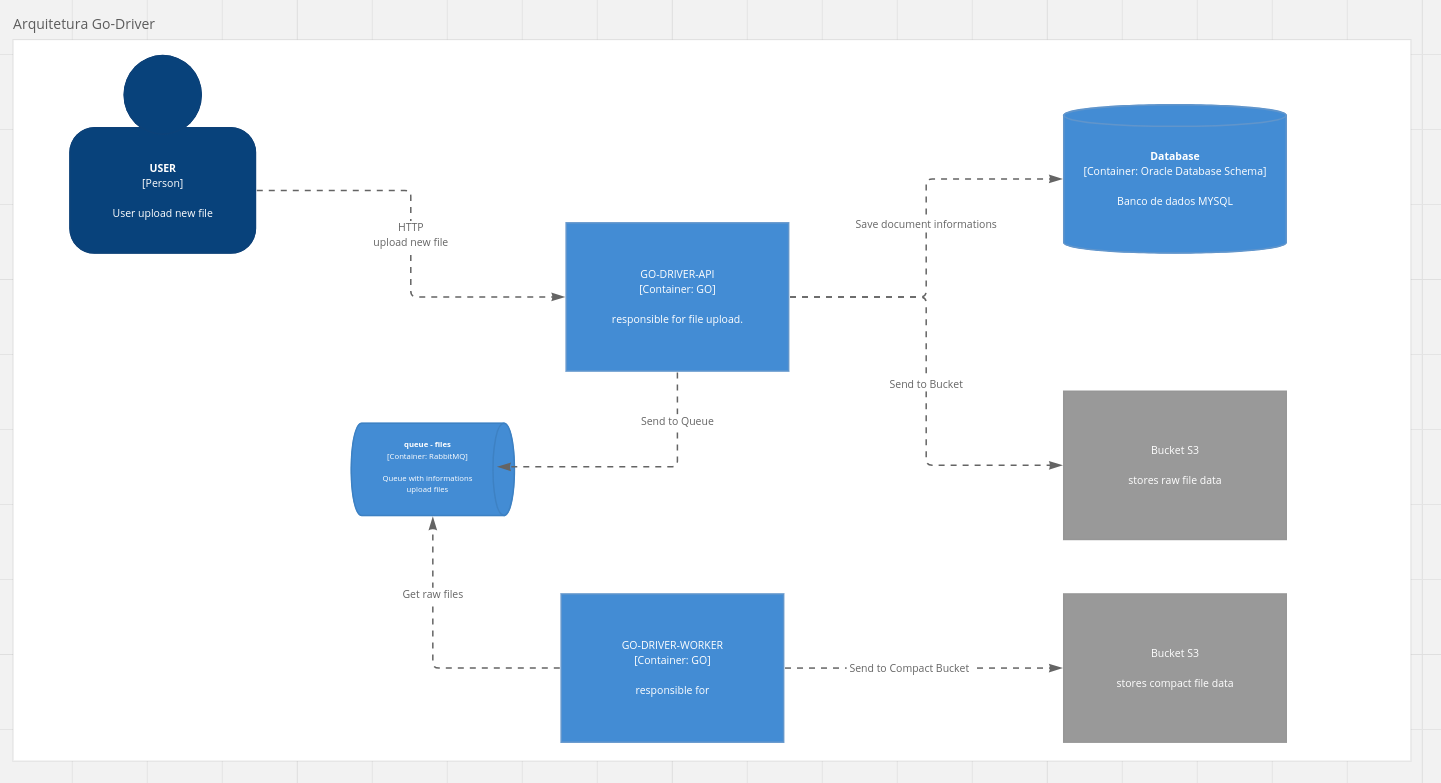 Arquitetura Go-Driver
USER
[Person]
User upload new file
HTTP
upload new file
GO-DRIVER-API
[Container: GO]
responsible for file upload.
Save document informations
Database
[Container: Oracle Database Schema]
Banco de dados MYSQL
Send to Bucket
Bucket S3
stores raw file data
Send to Queue
queue - files
[Container: RabbitMQ]
Queue with informations
upload files
Get raw files
GO-DRIVER-WORKER
[Container: GO]
responsible for
Send to Compact Bucket
Bucket S3
stores compact file data